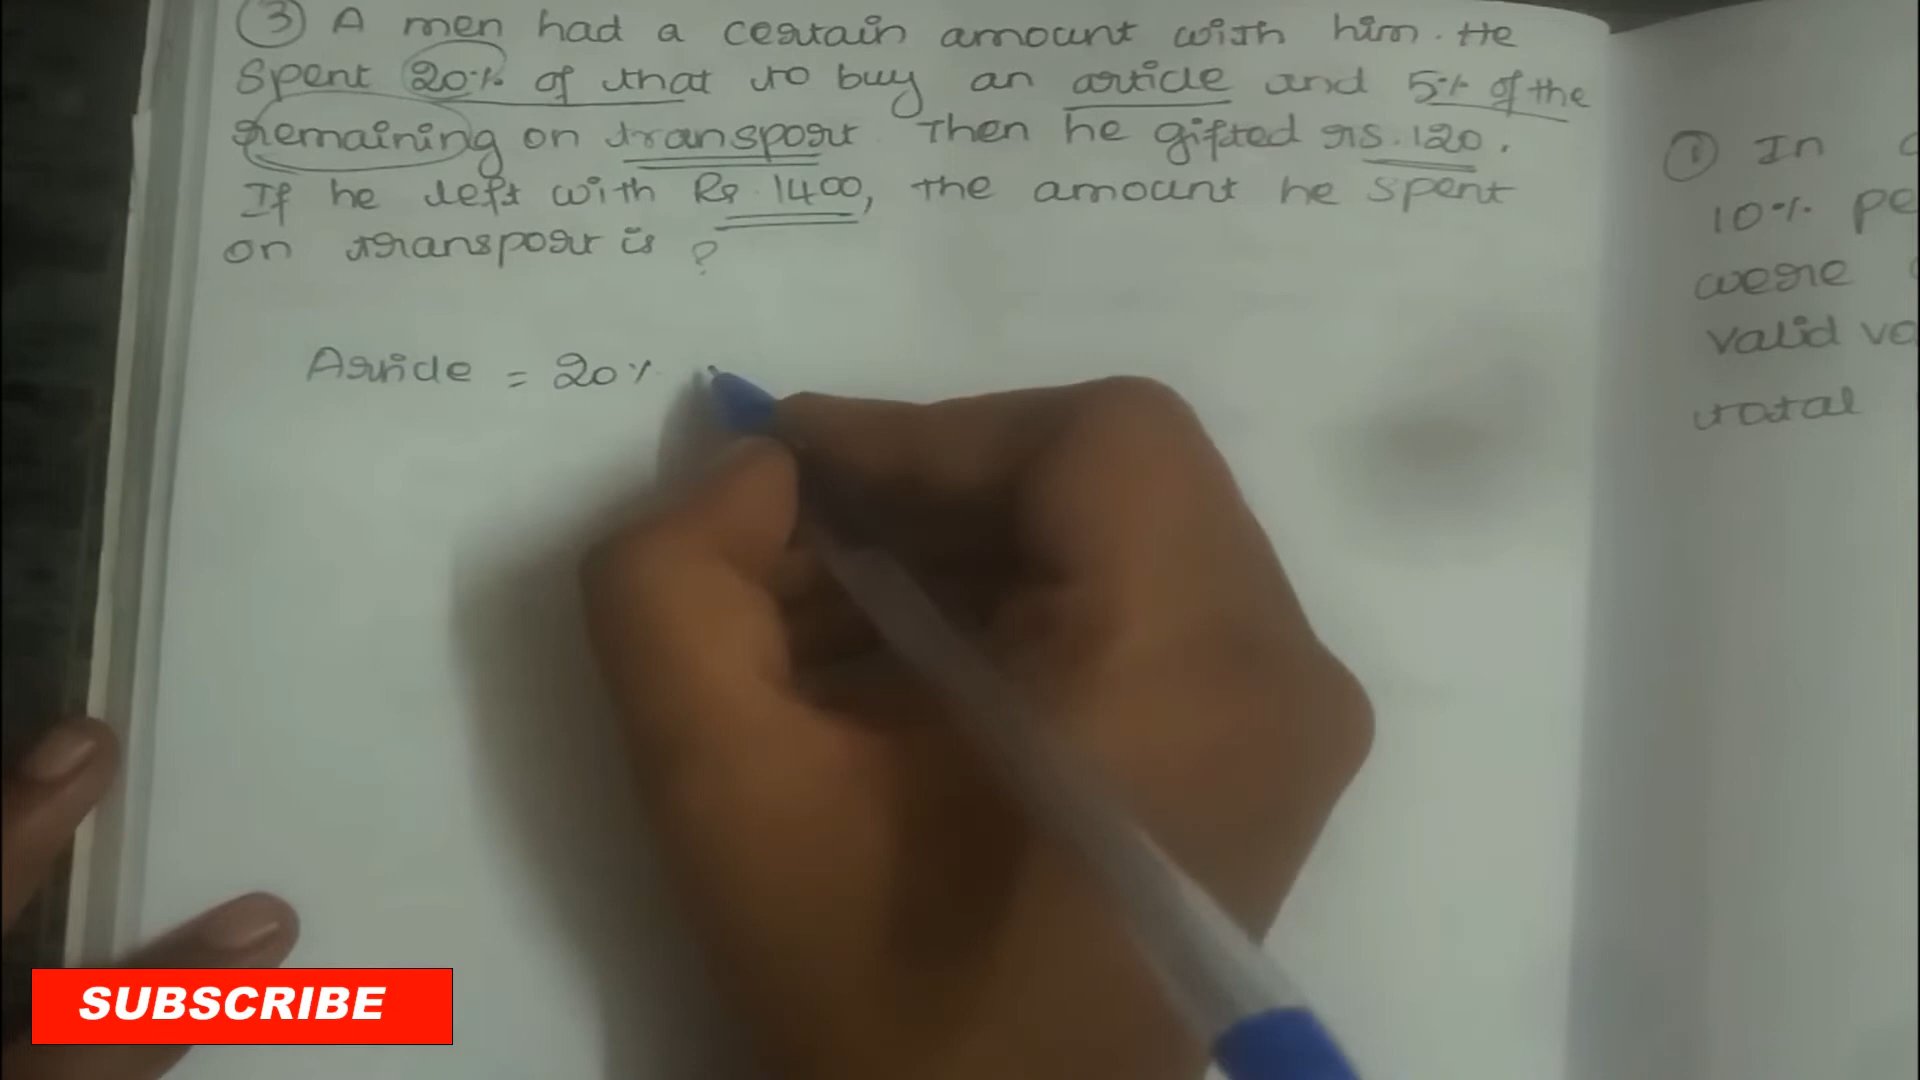 ③ A men had a certain amount with him. He
Spent 20% of that to buy an article and 5% of the
remaining on transport Then he gifted rs. 120.
If he left with Rs. 1400, the amount he spent
on transport is ?
Article = 20%
① In
10% pe
were
valid vo
total
SUBSCRIBE